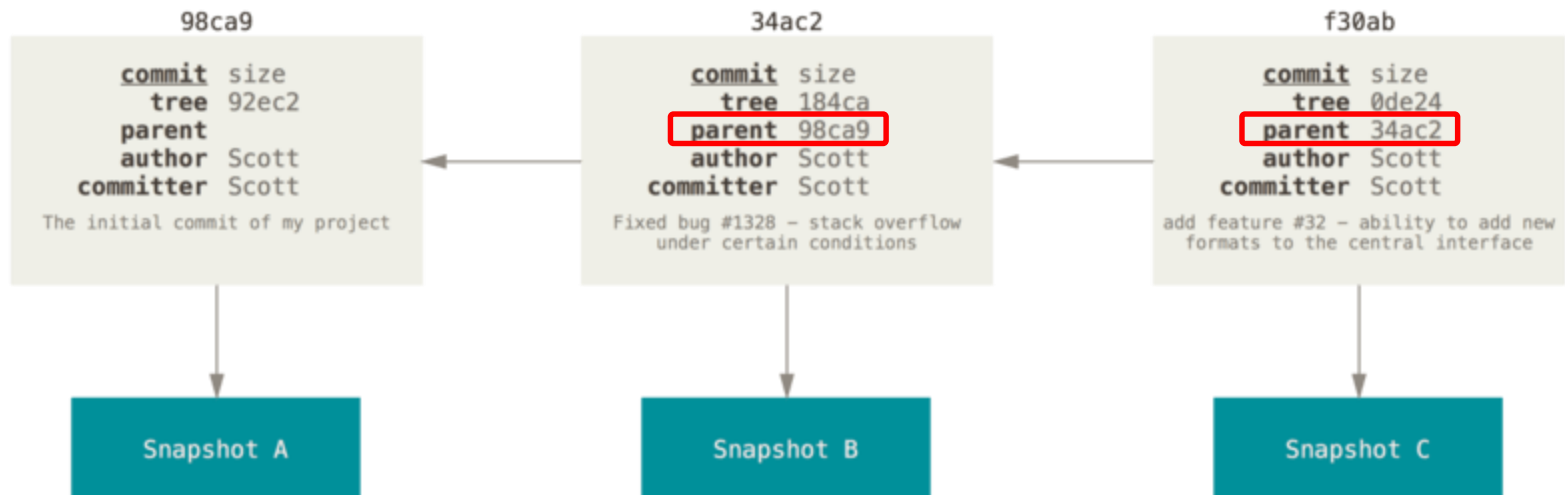 98ca9
commit size
tree 92ec2
parent
author Scott
committer Scott
The initial commit of my project
Snapshot A
34ac2
commit size
tree 184ca
parent 98ca9
author Scott
committer Scott
Fixed bug #1328 – stack overflow
under certain conditions
Snapshot B
f30ab
commit size
tree 0de24
parent 34ac2
author Scott
committer Scott
add feature #32 – ability to add new
formats to the central interface
Snapshot C